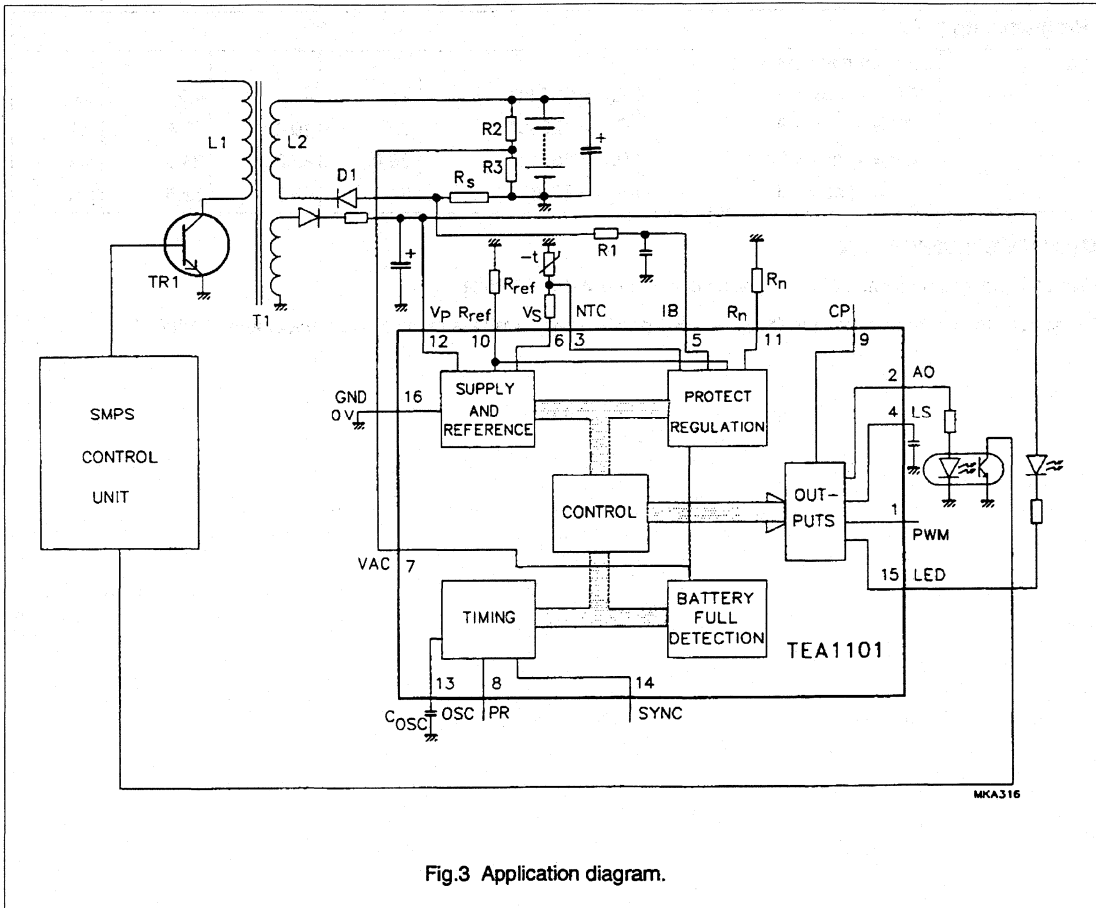 L1
L2
R2
R3
+
D1
Rs
+
R1
-t
Rref
Rn
TR1
T1
VP Rref VS NTC IB Rn CP
12 10 6 3 5 11 9
GND 16
0V
SUPPLY
AND
REFERENCE
PROTECT
REGULATION
2 AO
4 LS
SMPS
CONTROL
UNIT
CONTROL
OUT-
PUTS
1
PWM
VAC 7
15 LED
TIMING
BATTERY
FULL
DETECTION
TEA1101
13 8 14
COSC OSC PR SYNC
MKA316
Fig.3 Application diagram.